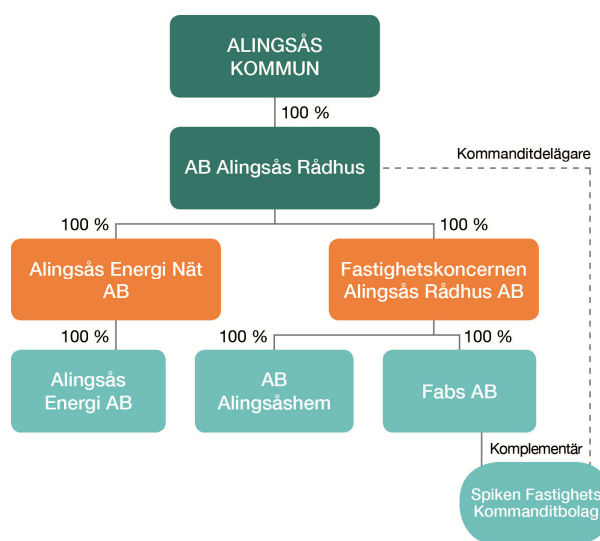 ALINGSÅS
KOMMUN
100 %
AB Alingsås Rådhus
Kommanditdelägare
100 %
100 %
Alingsås Energi Nät
AB
Fastighetskoncernen
Alingsås Rådhus AB
100 %
100 %
100 %
Alingsås
Energi AB
AB
Alingsåshem
Fabs AB
Komplementär
Spiken Fastighets
Kommanditbolag